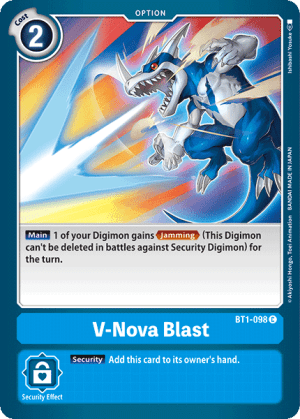 OPTION
Cost
2
Main 1 of your Digimon gains Jamming (This Digimon
can't be deleted in battles against Security Digimon) for
the turn.
Ishibashi Yosuke
©Akiyoshi Hongo, Toei Animation BANDAI MADE IN JAPAN
BT1-098 C
V-Nova Blast
Security Add this card to its owner's hand.
Security Effect